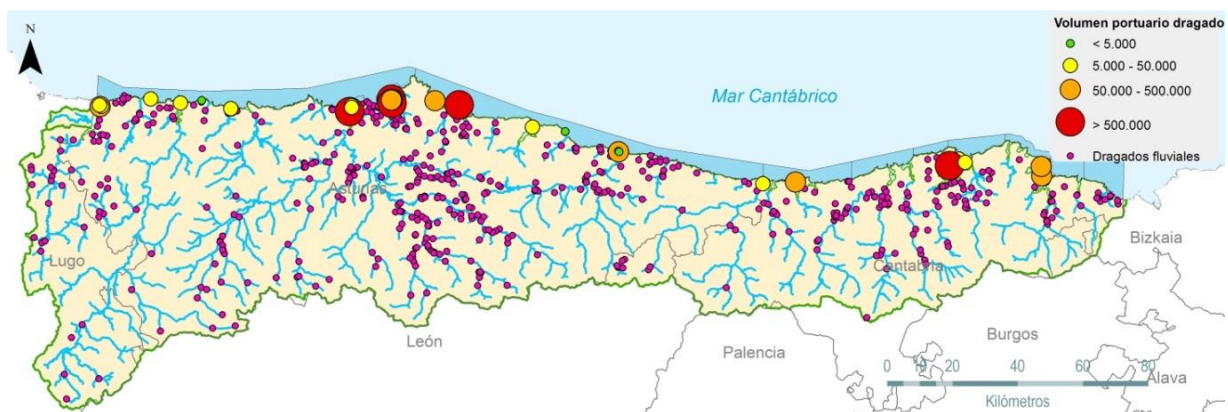 N
Volumen portuario dragado
< 5.000
5.000 - 50.000
50.000 - 500.000
> 500.000
Dragados fluviales
Mar Cantábrico
Asturias
Lugo
Cantabria
Bizkaia
León
Palencia
Burgos
Álava
0 10 20 40 60 80
Kilómetros